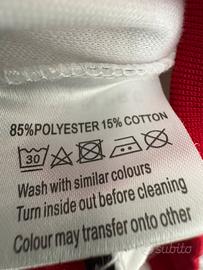 85%POLYESTER 15% COTTON
30
Wash with similar colours
Turn inside out before cleaning
Colour may transfer onto other
subito